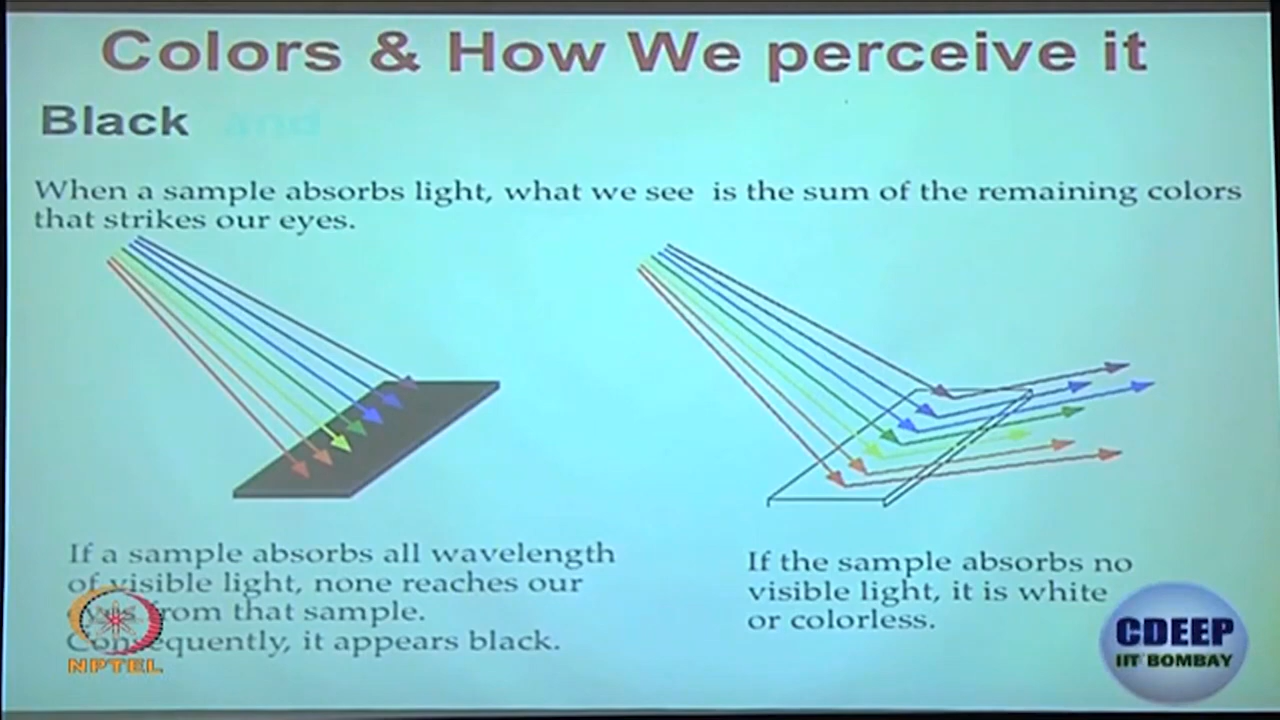 Colors & How We perceive it
Black and
When a sample absorbs light, what we see is the sum of the remaining colors
that strikes our eyes.
If a sample absorbs all wavelength
of visible light, none reaches our
eyes from that sample.
Consequently, it appears black.
If the sample absorbs no
visible light, it is white
or colorless.
NPTEL
CDEEP
IIT BOMBAY